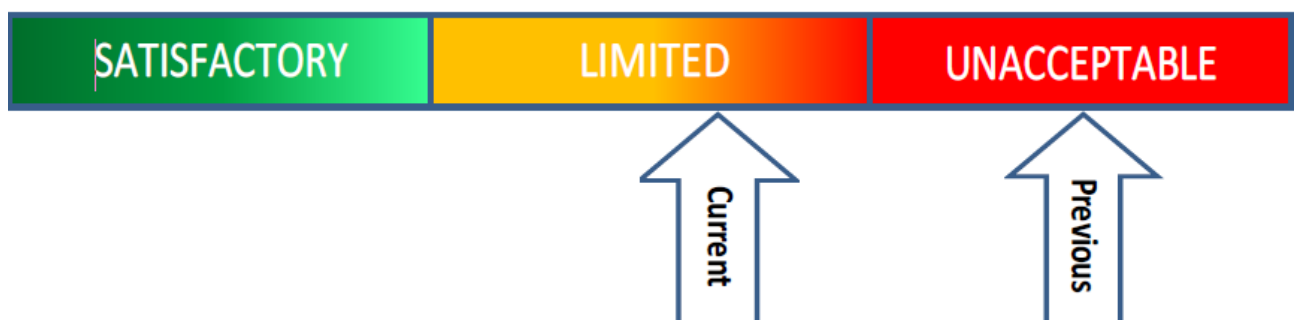 SATISFACTORY
LIMITED
UNACCEPTABLE
Current
Previous